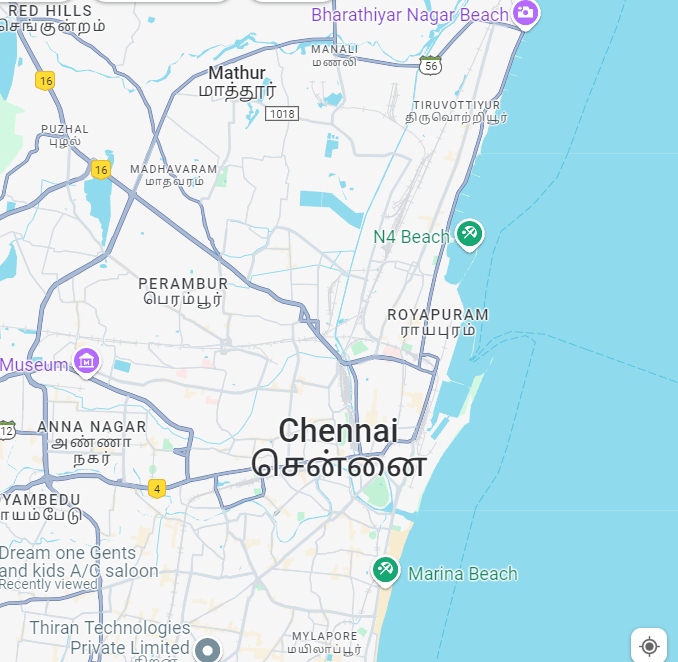 RED HILLS
செங்குன்றம்
Bharathiyar Nagar Beach
MANALI
மணலி
56
Mathur
மாத்தூர்
16
1018
TIRUVOTTIYUR
திருவொற்றியூர்
PUZHAL
புழல்
16
MADHAVARAM
மாதவரம்
N4 Beach
PERAMBUR
பெரம்பூர்
ROYAPURAM
ராயபுரம்
Museum
12
ANNA NAGAR
அண்ணா
நகர்
Chennai
சென்னை
4
YAMBEDU
யம்பேடு
Dream one Gents
and kids A/C saloon
Recently viewed
Marina Beach
Thiran Technologies
Private Limited
MYLAPORE
மயிலாப்பூர்